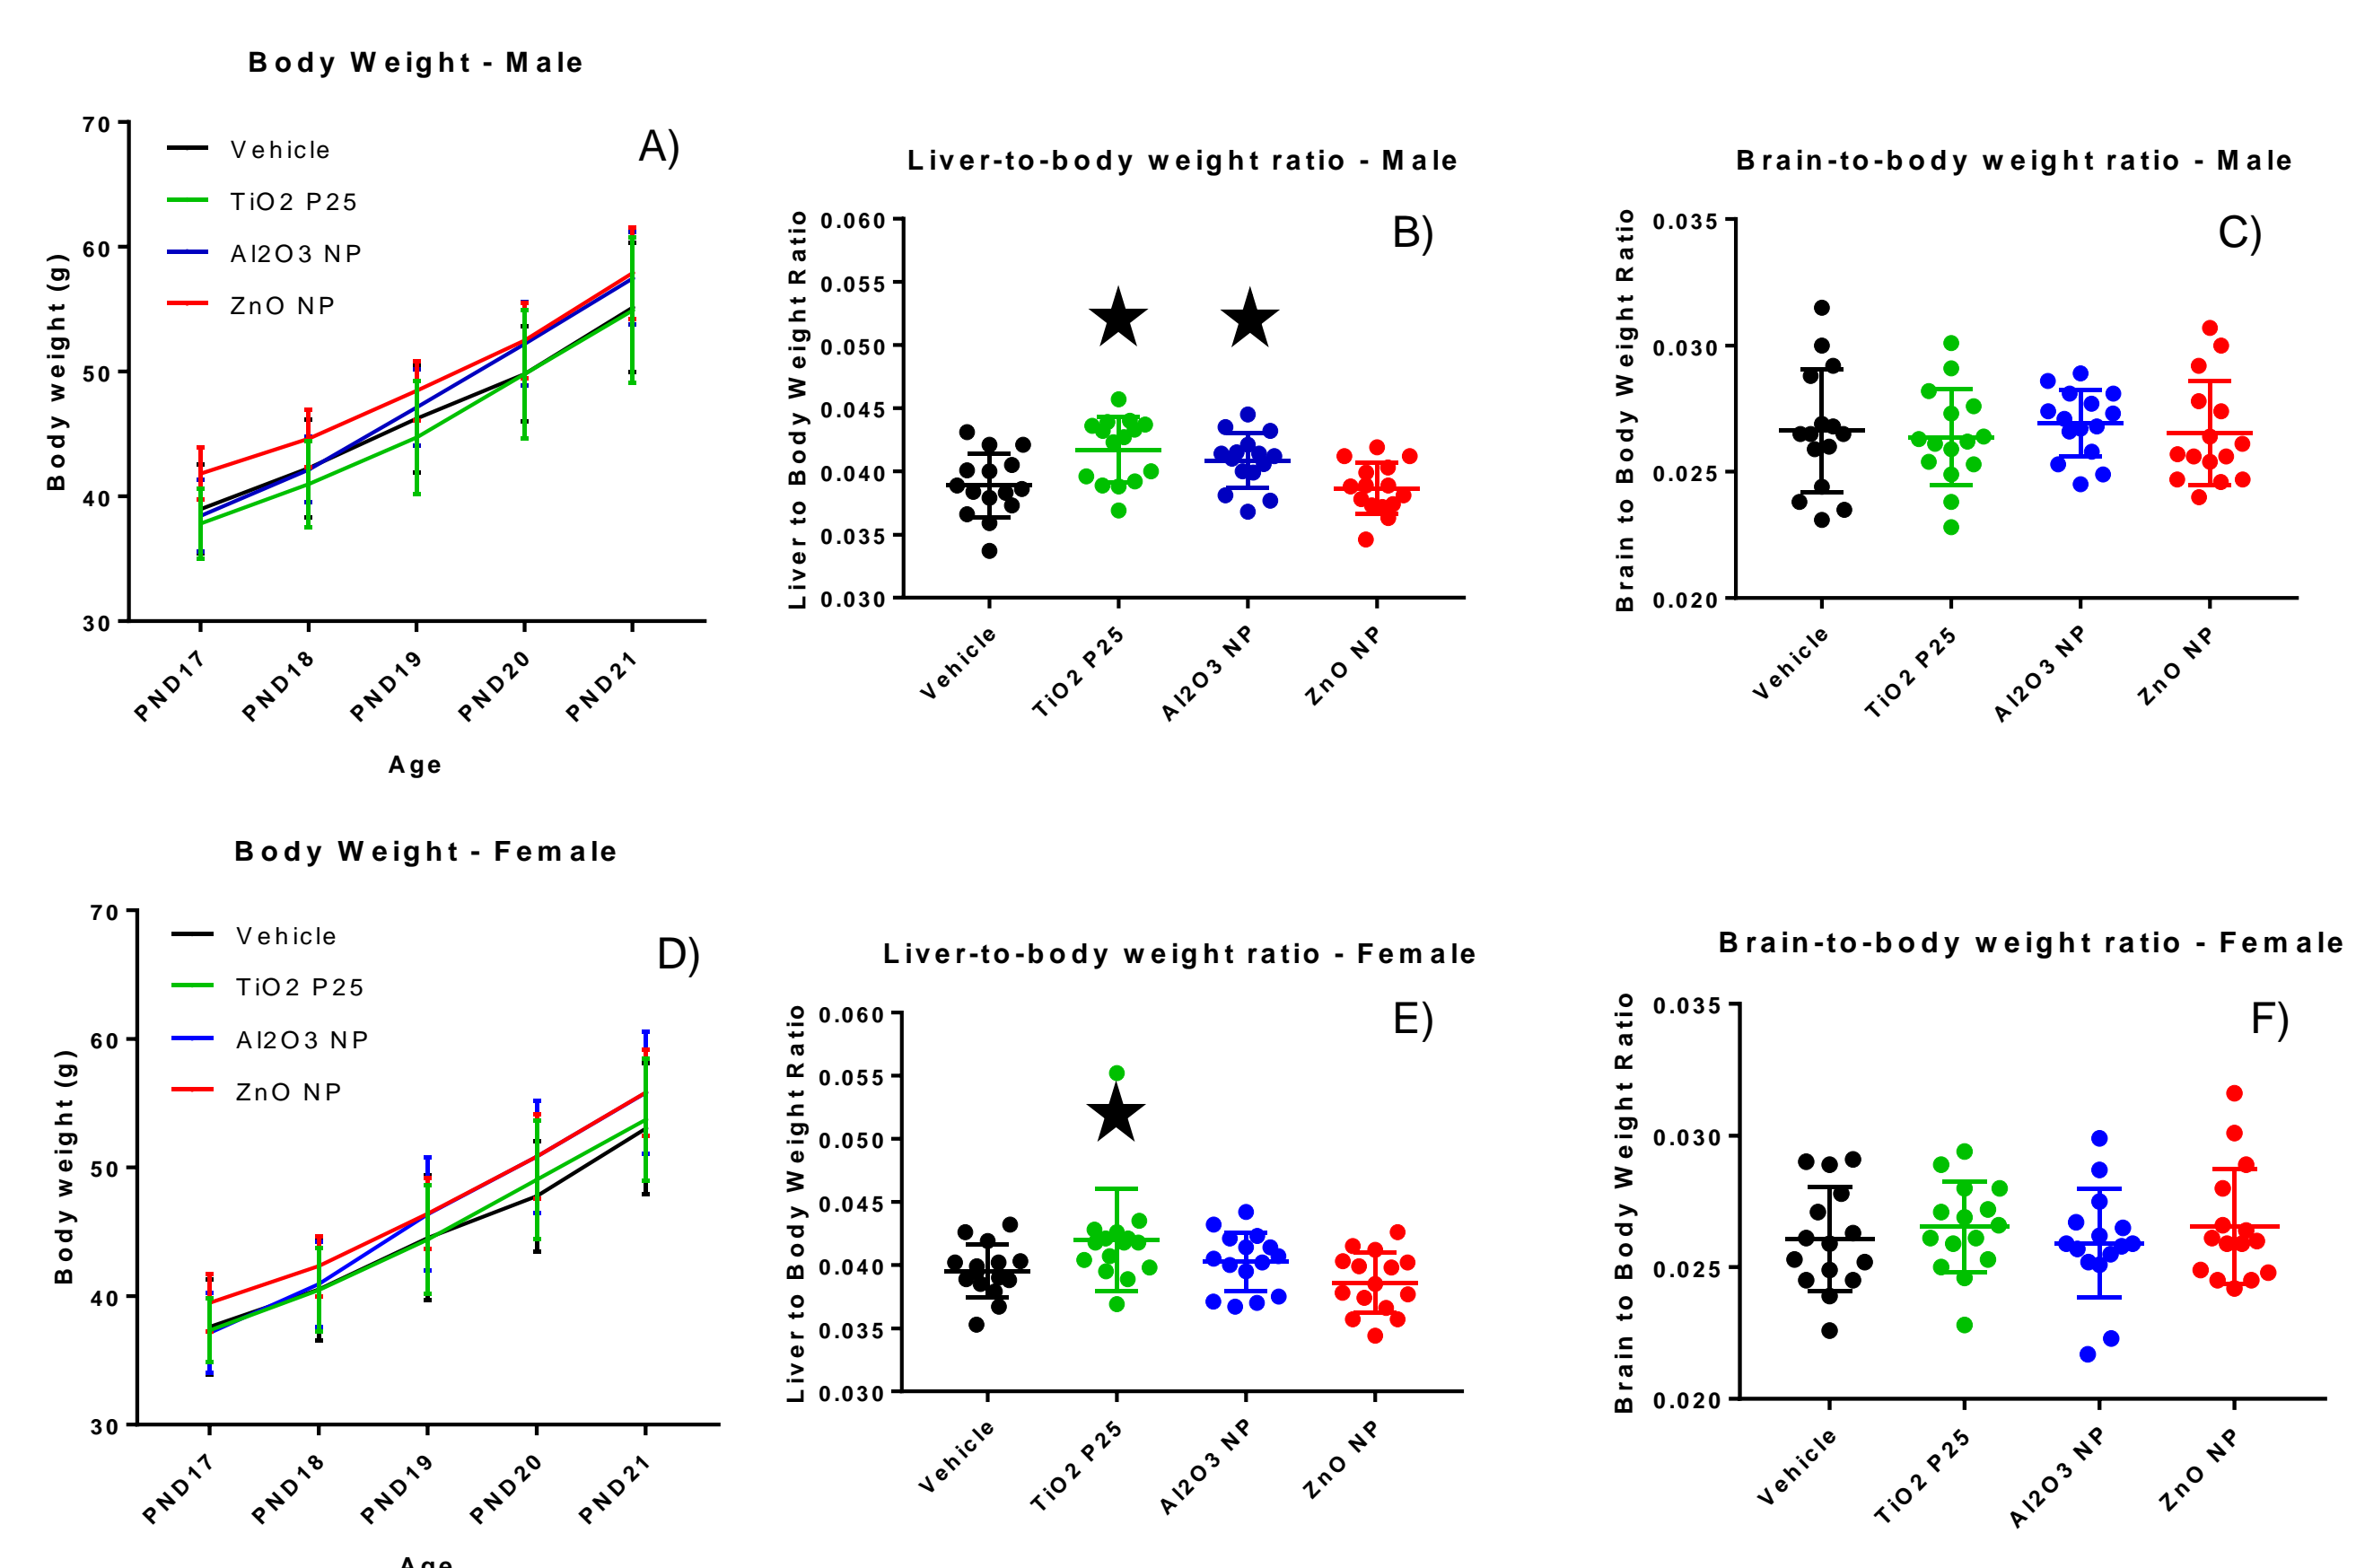 Body Weight - Male
A)
70
60
50
40
30
Body weight (g)
Vehicle
TiO2 P25
Al2O3 NP
ZnO NP
PND17
PND18
PND19
PND20
PND21
Age
Liver-to-body weight ratio - Male
B)
Liver to Body Weight Ratio
0.060
0.055
0.050
0.045
0.040
0.035
0.030
Vehicle
TiO2 P25
Al2O3 NP
ZnO NP
Brain-to-body weight ratio - Male
C)
Brain to Body Weight Ratio
0.035
0.030
0.025
0.020
Vehicle
TiO2 P25
Al2O3 NP
ZnO NP
Body Weight - Female
D)
70
60
50
40
30
Body weight (g)
Vehicle
TiO2 P25
Al2O3 NP
ZnO NP
PND17
PND18
PND19
PND20
PND21
Age
Liver-to-body weight ratio - Female
E)
Liver to Body Weight Ratio
0.060
0.055
0.050
0.045
0.040
0.035
0.030
Vehicle
TiO2 P25
Al2O3 NP
ZnO NP
Brain-to-body weight ratio - Female
F)
Brain to Body Weight Ratio
0.035
0.030
0.025
0.020
Vehicle
TiO2 P25
Al2O3 NP
ZnO NP